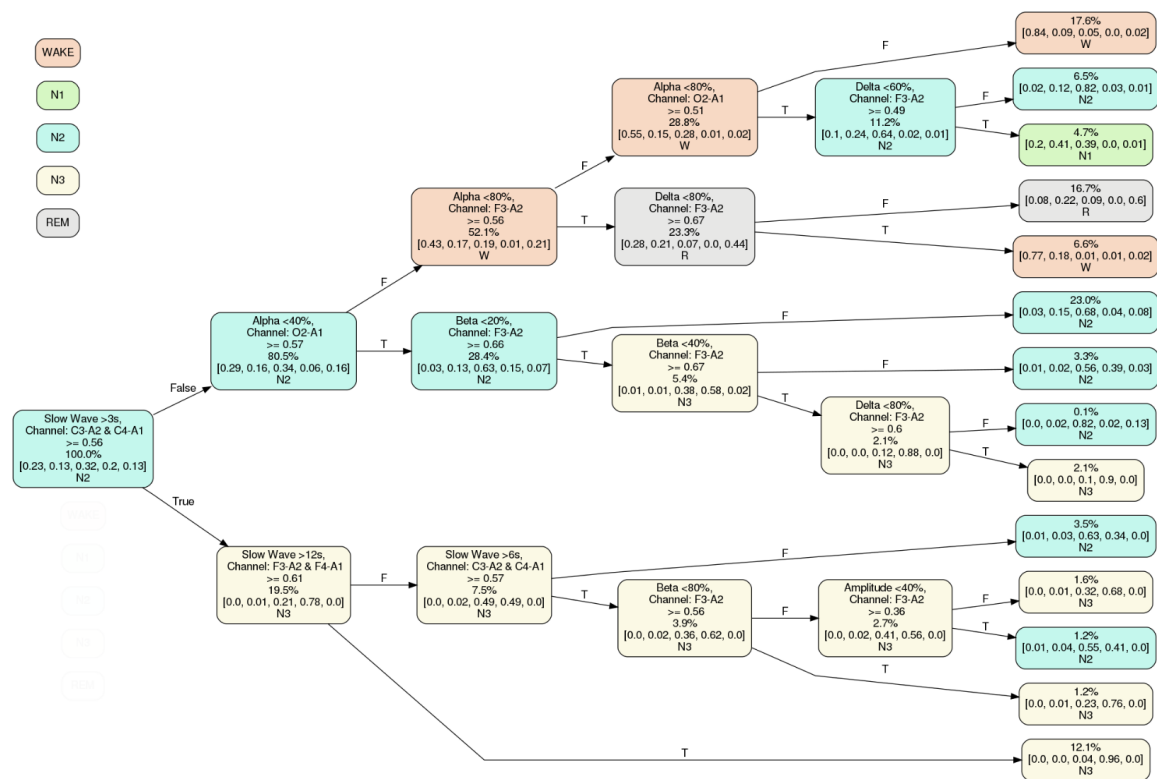 WAKE
N1
N2
N3
REM
Slow Wave >3s,
Channel: C3-A2 & C4-A1
>= 0.56
100.0%
[0.23, 0.13, 0.32, 0.2, 0.13]
N2
False
True
Alpha <40%,
Channel: O2-A1
>= 0.57
80.5%
[0.29, 0.16, 0.34, 0.06, 0.16]
N2
F
T
Slow Wave >12s,
Channel: F3-A2 & F4-A1
>= 0.61
19.5%
[0.0, 0.01, 0.21, 0.78, 0.0]
N3
F
T
Alpha <80%,
Channel: F3-A2
>= 0.56
52.1%
[0.43, 0.17, 0.19, 0.01, 0.21]
W
F
T
Beta <20%,
Channel: F3-A2
>= 0.66
28.4%
[0.03, 0.13, 0.63, 0.15, 0.07]
N2
F
T
Slow Wave >6s,
Channel: C3-A2 & C4-A1
>= 0.57
7.5%
[0.0, 0.02, 0.49, 0.49, 0.0]
N3
F
T
Alpha <80%,
Channel: O2-A1
>= 0.51
28.8%
[0.55, 0.15, 0.28, 0.01, 0.02]
W
F
T
Delta <80%,
Channel: F3-A2
>= 0.67
23.3%
[0.28, 0.21, 0.07, 0.0, 0.44]
R
F
T
Beta <40%,
Channel: F3-A2
>= 0.67
5.4%
[0.01, 0.01, 0.38, 0.58, 0.02]
N3
F
T
Beta <80%,
Channel: F3-A2
>= 0.56
3.9%
[0.0, 0.02, 0.36, 0.62, 0.0]
N3
F
T
Delta <60%,
Channel: F3-A2
>= 0.49
11.2%
[0.1, 0.24, 0.64, 0.02, 0.01]
N2
F
T
Delta <80%,
Channel: F3-A2
>= 0.6
2.1%
[0.0, 0.0, 0.12, 0.88, 0.0]
N3
F
T
Amplitude <40%,
Channel: F3-A2
>= 0.36
2.7%
[0.0, 0.02, 0.41, 0.56, 0.0]
N3
F
T
17.6%
[0.84, 0.09, 0.05, 0.0, 0.02]
W
6.5%
[0.02, 0.12, 0.82, 0.03, 0.01]
N2
4.7%
[0.2, 0.41, 0.39, 0.0, 0.01]
N1
16.7%
[0.08, 0.22, 0.09, 0.0, 0.6]
R
6.6%
[0.77, 0.18, 0.01, 0.01, 0.02]
W
23.0%
[0.03, 0.15, 0.68, 0.04, 0.08]
N2
3.3%
[0.01, 0.02, 0.56, 0.39, 0.03]
N2
0.1%
[0.0, 0.02, 0.82, 0.02, 0.13]
N2
2.1%
[0.0, 0.0, 0.1, 0.9, 0.0]
N3
3.5%
[0.01, 0.03, 0.63, 0.34, 0.0]
N2
1.6%
[0.0, 0.01, 0.32, 0.68, 0.0]
N3
1.2%
[0.01, 0.04, 0.55, 0.41, 0.0]
N2
1.2%
[0.0, 0.01, 0.23, 0.76, 0.0]
N3
12.1%
[0.0, 0.0, 0.04, 0.96, 0.0]
N3